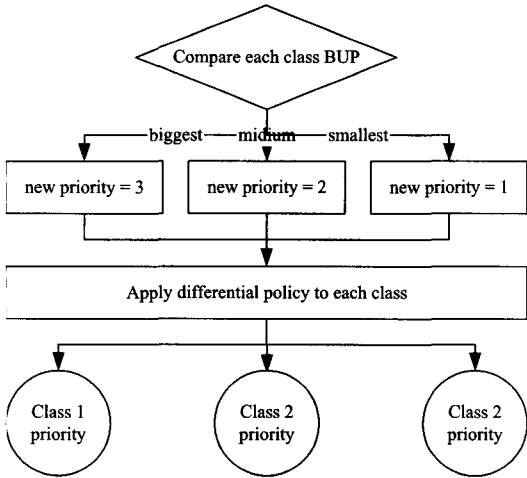 Compare each class BUP
biggest midium smallest
new priority = 3 new priority = 2 new priority = 1
Apply differential policy to each class
Class 1 Class 2 Class 2
priority priority priority